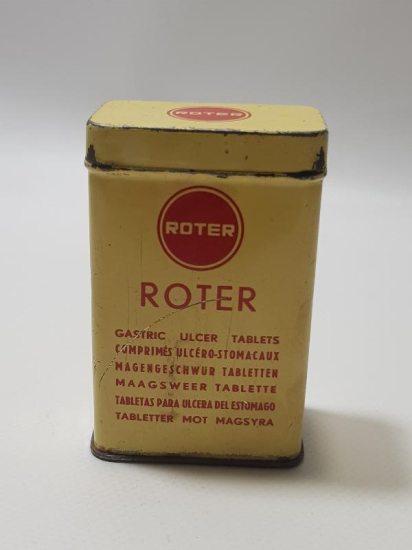 ROTER
ROTER
ROTER
GASTRIC ULCER TABLETS
COMPRIMÉS ULCÉRO-STOMACAUX
MAGENGESCHWÜR TABLETTEN
MAAGSWEER TABLETTE
TABLETAS PARA ULCERA DEL ESTOMAGO
TABLETTER MOT MAGSYRA